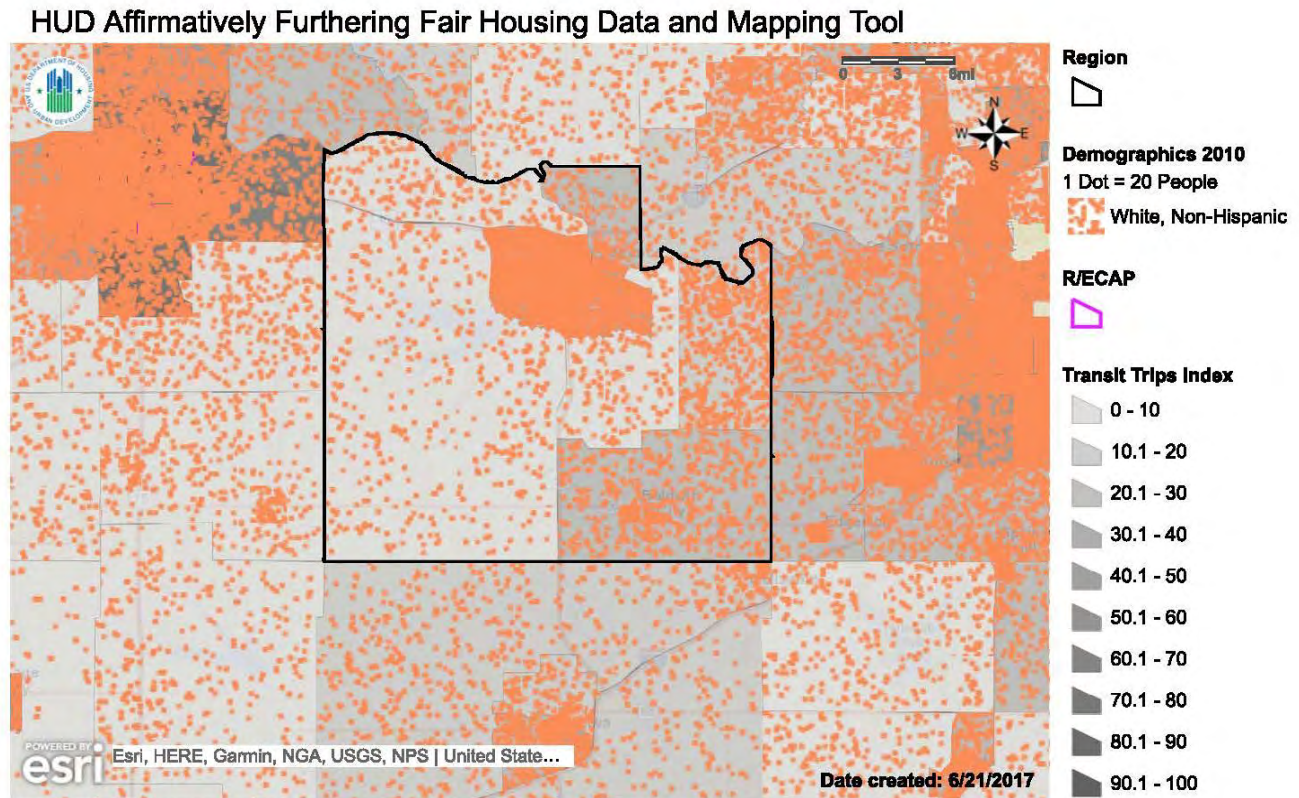 HUD Affirmatively Furthering Fair Housing Data and Mapping Tool
0 3 6mi
N
W E
S
Region
Demographics 2010
1 Dot = 20 People
White, Non-Hispanic
R/ECAP
Transit Trips Index
0 - 10
10.1 - 20
20.1 - 30
30.1 - 40
40.1 - 50
50.1 - 60
60.1 - 70
70.1 - 80
80.1 - 90
90.1 - 100
POWERED BY
esri
Esri, HERE, Garmin, NGA, USGS, NPS | United State...
Date created: 6/21/2017